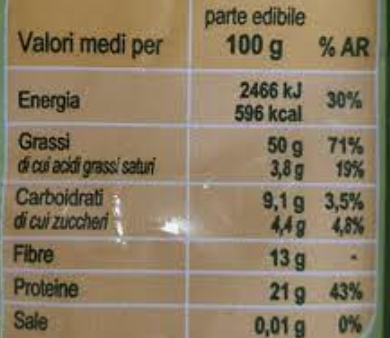 parte edibile
Valori medi per 100 g % AR
Energia 2466 kJ 30%
596 kcal
Grassi 50 g 71%
di cui acidi grassi saturi 3,8 g 19%
Carboidrati 9,1 g 3,5%
di cui zuccheri 4,4 g 4,8%
Fibre 13 g -
Proteine 21 g 43%
Sale 0,01 g 0%